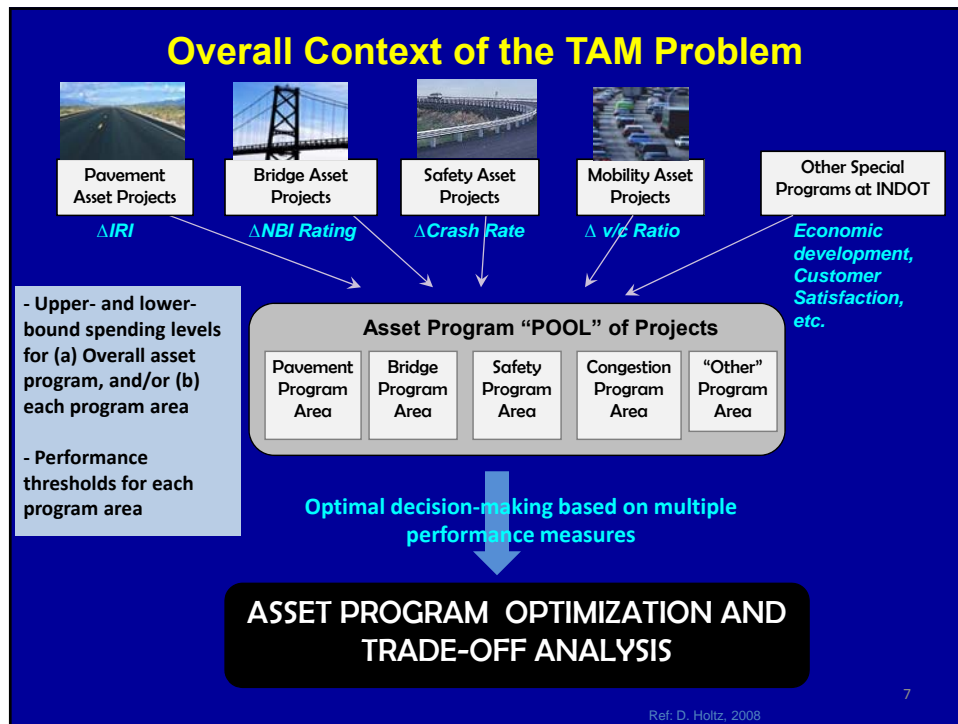 Overall Context of the TAM Problem
Pavement
Asset Projects
Bridge Asset
Projects
Safety Asset
Projects
Mobility Asset
Projects
Other Special
Programs at INDOT
ΔIRI
ΔNBI Rating
ΔCrash Rate
Δ v/c Ratio
Economic
development,
Customer
Satisfaction,
etc.
- Upper- and lower-
bound spending levels
for (a) Overall asset
program, and/or (b)
each program area
- Performance
thresholds for each
program area
Asset Program “POOL” of Projects
Pavement
Program
Area
Bridge
Program
Area
Safety
Program
Area
Congestion
Program
Area
“Other”
Program
Area
Optimal decision-making based on multiple
performance measures
ASSET PROGRAM OPTIMIZATION AND
TRADE-OFF ANALYSIS
7
Ref: D. Holtz, 2008